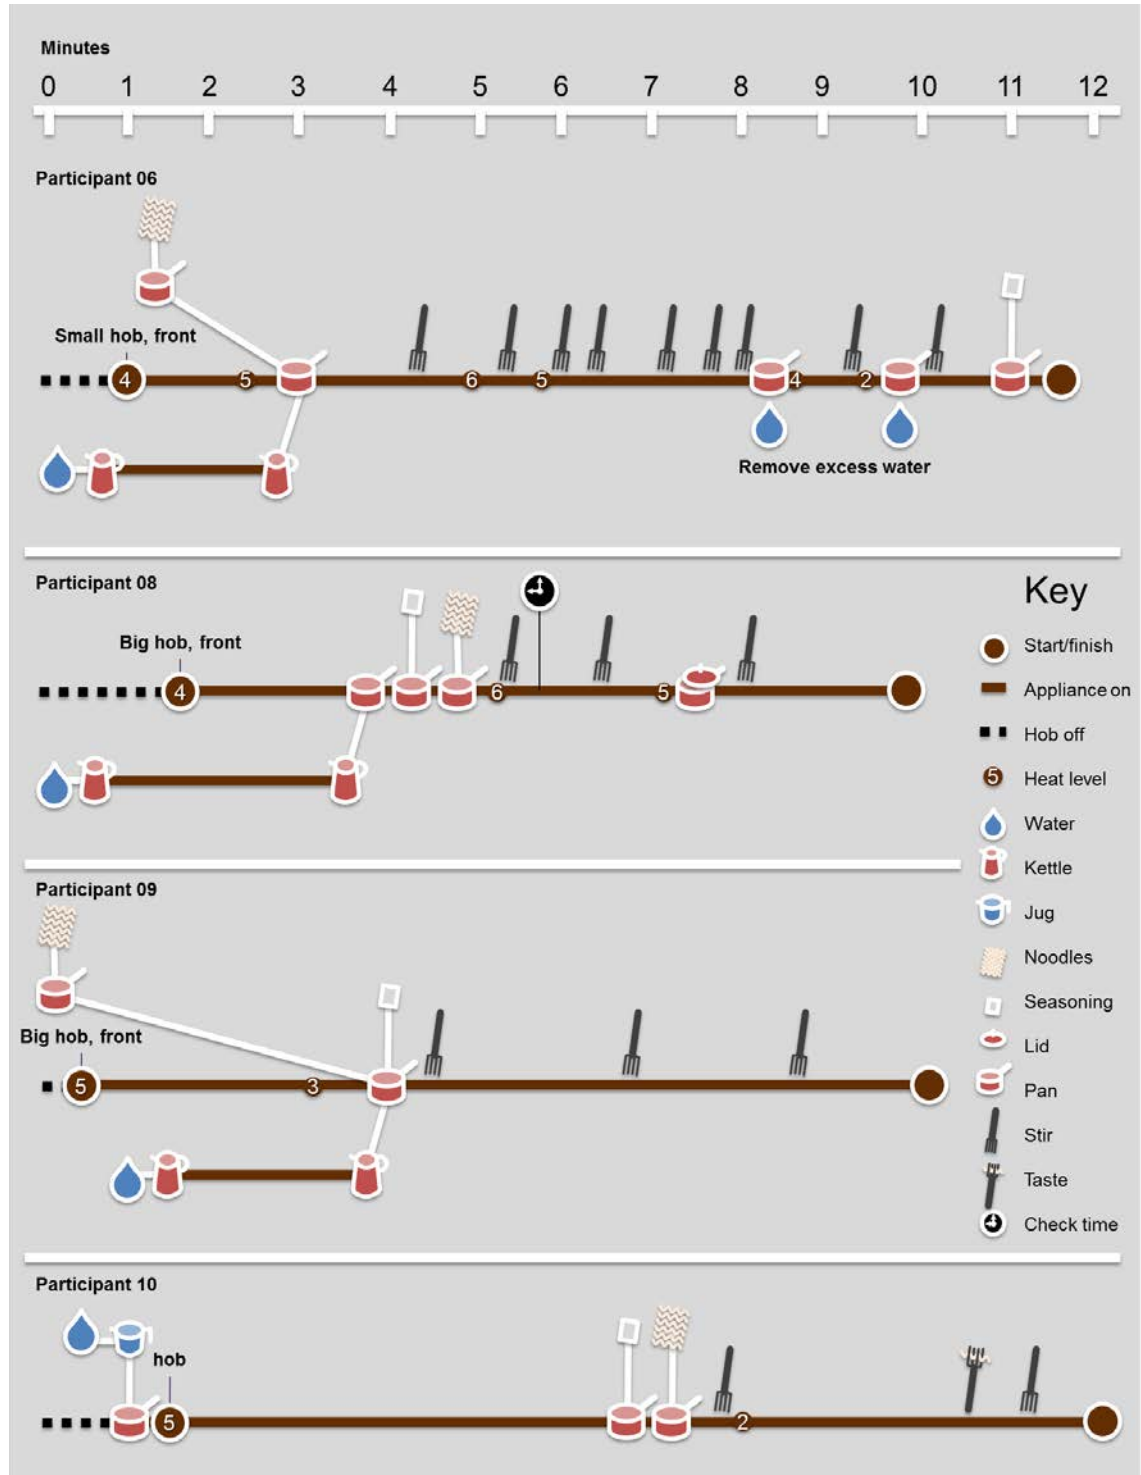 Minutes
0 1 2 3 4 5 6 7 8 9 10 11 12
Participant 06
Small hob, front
4 5 6 5 4 2
Remove excess water
Participant 08
Big hob, front
4 6 5
Key
Start/finish
Appliance on
Hob off
5 Heat level
Water
Kettle
Jug
Noodles
Seasoning
Lid
Pan
Stir
Taste
Check time
Participant 09
Big hob, front
5 3
Participant 10
hob
5 2